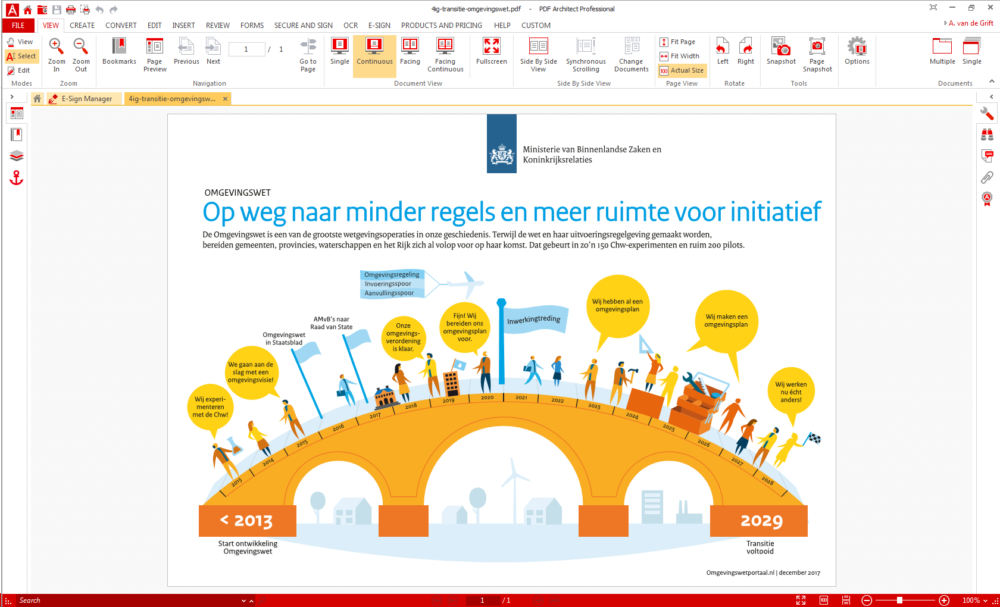 4ig-transitie-omgevingswet.pdf - PDF Architect Professional
FILE VIEW CREATE CONVERT EDIT INSERT REVIEW FORMS SECURE AND SIGN OCR E-SIGN PRODUCTS AND PRICING HELP CUSTOM
A. van de Grift
View
Select
Edit
Modes
Zoom In
Zoom Out
Zoom
Bookmarks
Page Preview
Previous
Next
1 / 1
Go to Page
Navigation
Single
Continuous
Facing
Facing Continuous
Fullscreen
Document View
Side By Side View
Synchronous Scrolling
Change Documents
Side By Side View
Fit Page
Fit Width
100 Actual Size
Page View
Left
Right
Rotate
Snapshot
Page Snapshot
Tools
Options
Multiple
Single
Documents
E-Sign Manager
4ig-transitie-omgevingsw... ×
Ministerie van Binnenlandse Zaken en
Koninkrijksrelaties
OMGEVINGSWET
Op weg naar minder regels en meer ruimte voor initiatief
De Omgevingswet is een van de grootste wetgevingsoperaties in onze geschiedenis. Terwijl de wet en haar uitvoeringsregelgeving gemaakt worden,
bereiden gemeenten, provincies, waterschappen en het Rijk zich al volop voor op haar komst. Dat gebeurt in zo'n 150 Chw-experimenten en ruim 200 pilots.
Omgevingsregeling
Invoeringsspoor
Aanvullingsspoor
Wij experi-
menteren
met de Chw!
We gaan aan de
slag met een
omgevingsvisie!
Omgevingswet
in Staatsblad
AMvB's naar
Raad van State
Onze
omgevings-
verordening
is klaar.
Fijn! Wij
bereiden ons
omgevingsplan
voor.
Inwerkingtreding
Wij hebben al een
omgevingsplan
Wij maken een
omgevingsplan
Wij werken
nu écht
anders!
2013
2014
2015
2016
2017
2018
2019
2020
2021
2022
2023
2024
2025
2026
2027
2028
< 2013
2029
Start ontwikkeling
Omgevingswet
Transitie
voltooid
Omgevingswetportaal.nl | december 2017
Search
1 / 1
100
100%